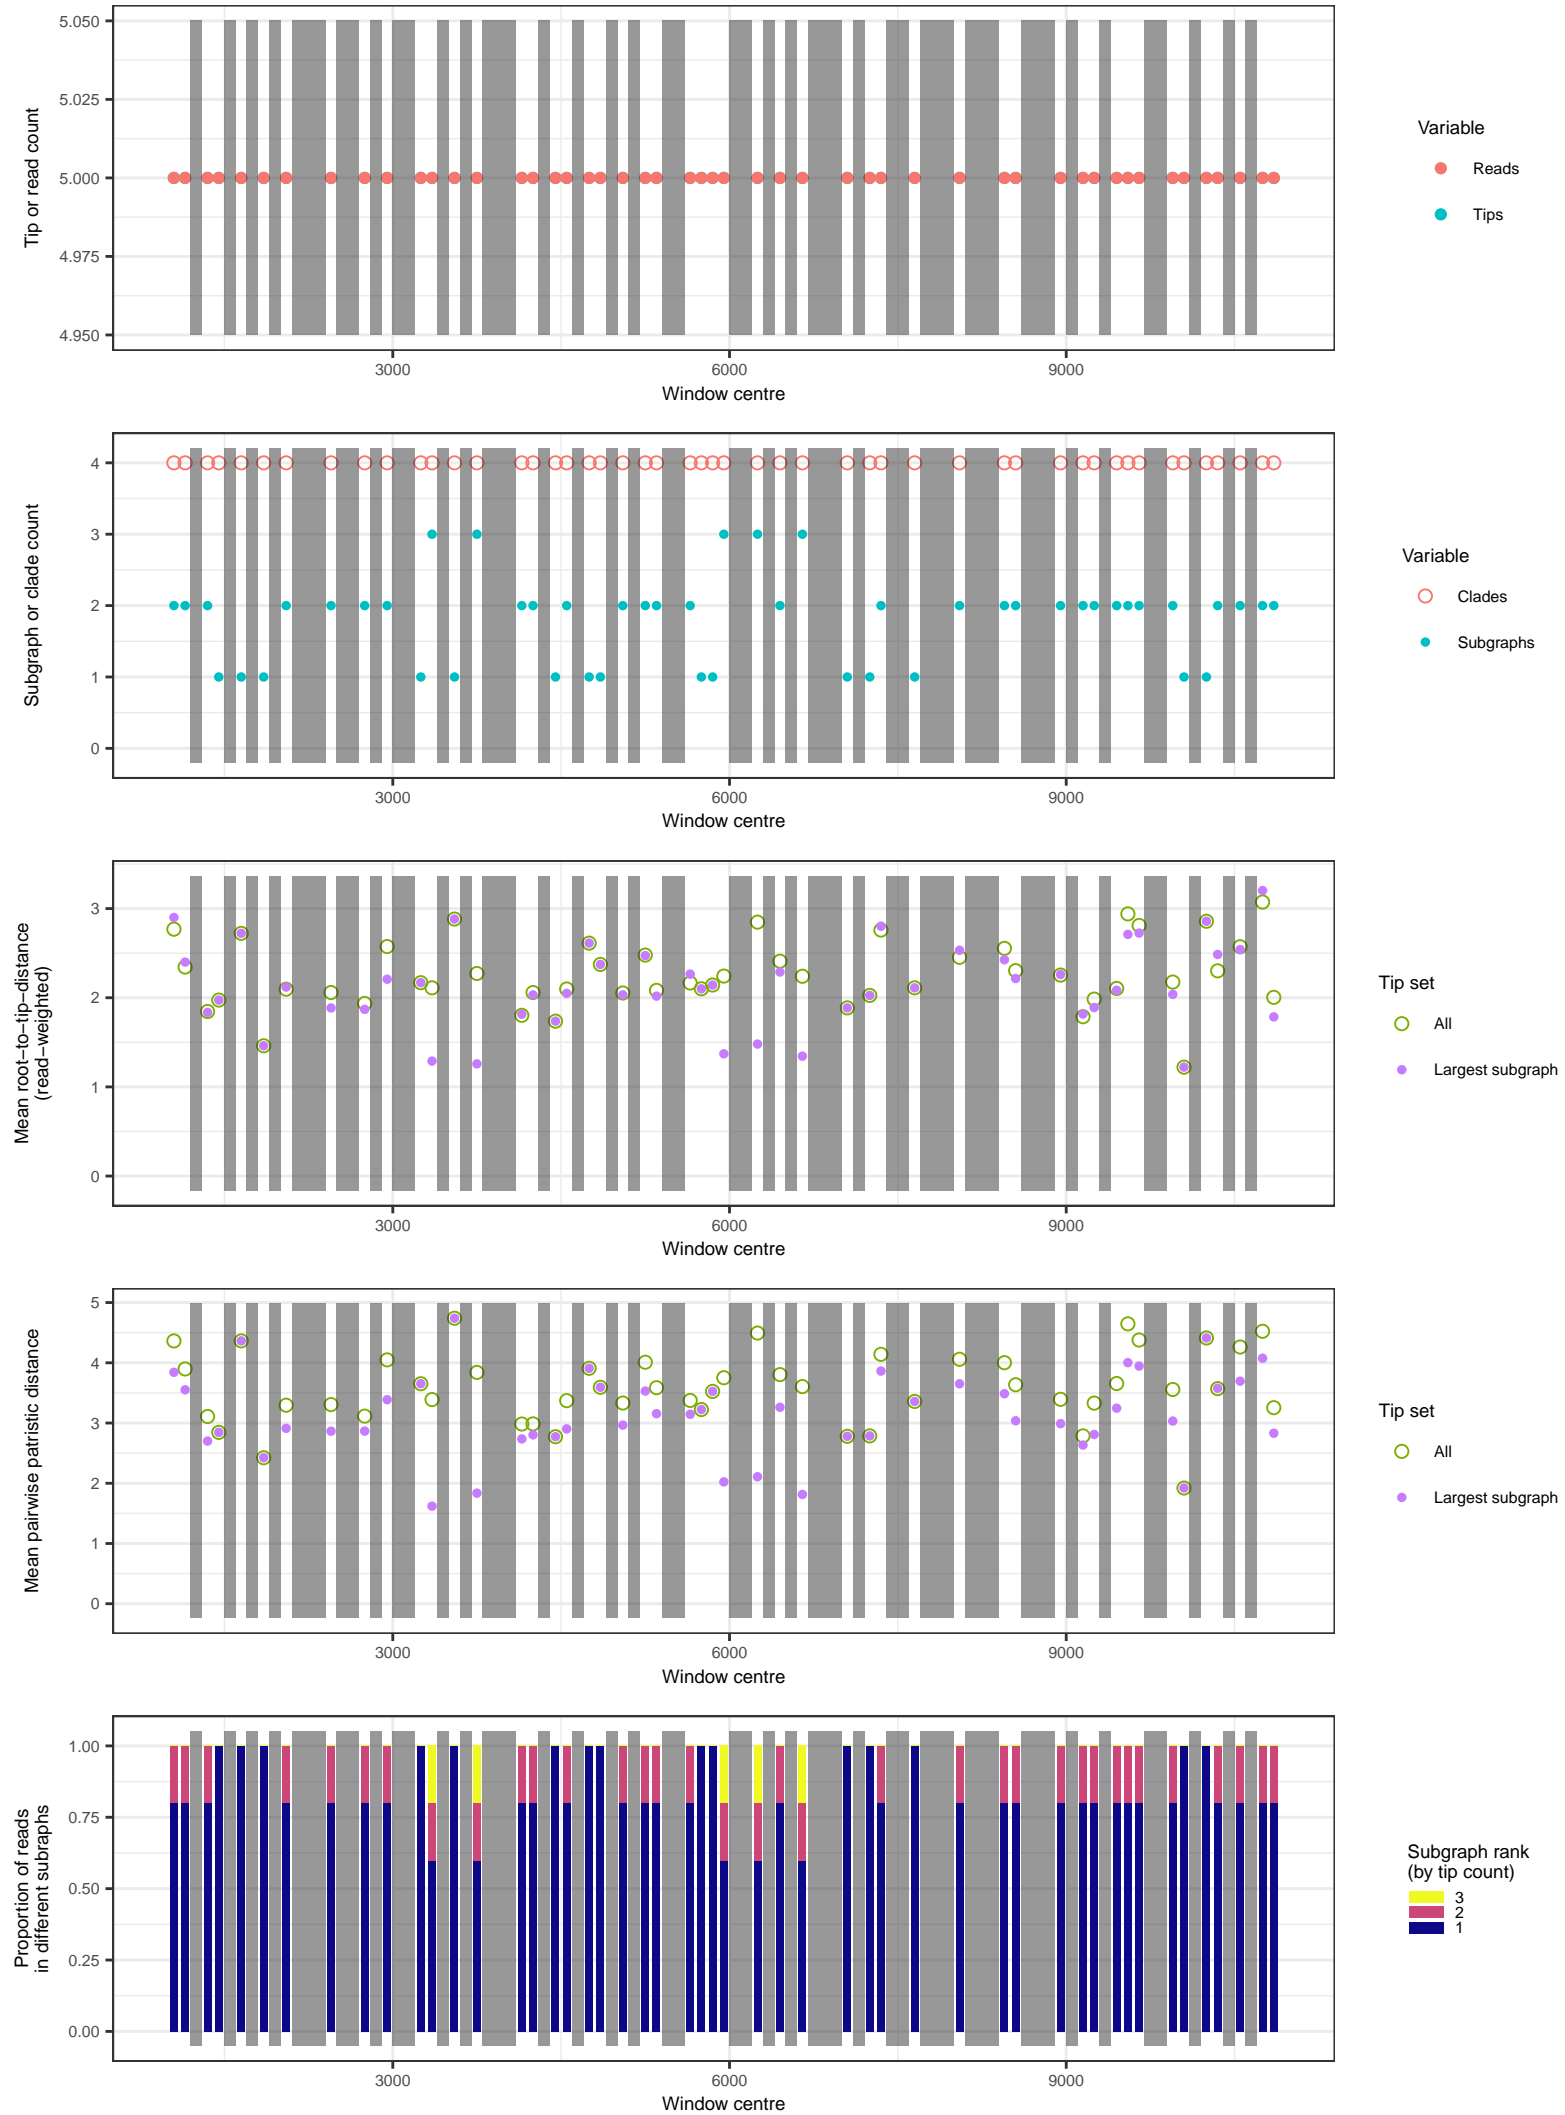 5.050
5.025
5.000
4.975
4.950
Tip or read count
3000
6000
9000
Window centre
Variable
Reads
Tips
4
3
2
1
0
Subgraph or clade count
3000
6000
9000
Window centre
Variable
Clades
Subgraphs
3
2
1
0
Mean root−to−tip−distance
(read−weighted)
3000
6000
9000
Window centre
Tip set
All
Largest subgraph
5
4
3
2
1
0
Mean pairwise patristic distance
3000
6000
9000
Window centre
Tip set
All
Largest subgraph
1.00
0.75
0.50
0.25
0.00
Proportion of reads
in different subraphs
3000
6000
9000
Window centre
Subgraph rank
(by tip count)
3
2
1